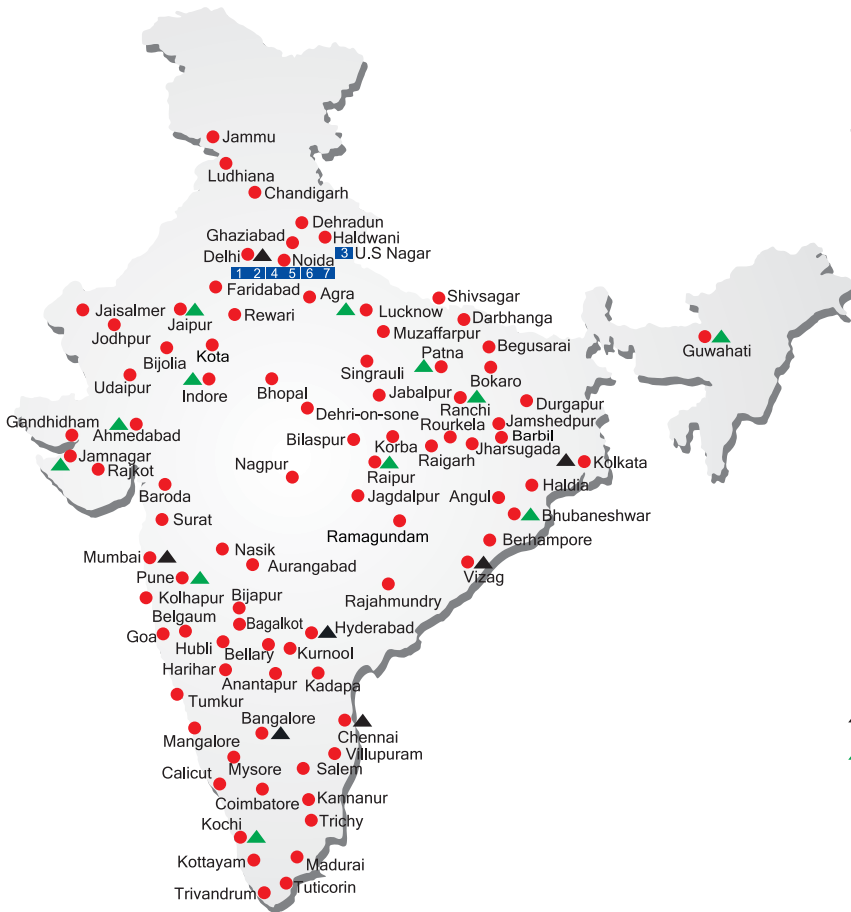 Jammu
Ludhiana
Chandigarh
Dehradun
Ghaziabad
Haldwani
Delhi
Noida
3 U.S Nagar
1 2 4 5 6 7
Faridabad
Agra
Shivsagar
Jaisalmer
Jaipur
Rewari
Lucknow
Darbhanga
Jodhpur
Muzaffarpur
Bijolia
Kota
Patna
Begusarai
Guwahati
Singrauli
Udaipur
Indore
Bhopal
Jabalpur
Ranchi
Bokaro
Durgapur
Dehri-on-sone
Gandhidham
Ahmedabad
Rourkela
Jamshedpur
Bilaspur
Korba
Barbil
Raigarh
Jharsugada
Jamnagar
Rajkot
Nagpur
Raipur
Kolkata
Baroda
Jagdalpur
Angul
Haldia
Surat
Bhubaneshwar
Ramagundam
Berhampore
Mumbai
Nasik
Aurangabad
Vizag
Pune
Kolhapur
Bijapur
Rajahmundry
Belgaum
Bagalkot
Goa
Hyderabad
Hubli
Bellary
Kurnool
Harihar
Anantapur
Kadapa
Tumkur
Bangalore
Chennai
Mangalore
Villupuram
Mysore
Salem
Calicut
Coimbatore
Kannanur
Kochi
Trichy
Kottayam
Madurai
Trivandrum
Tuticorin